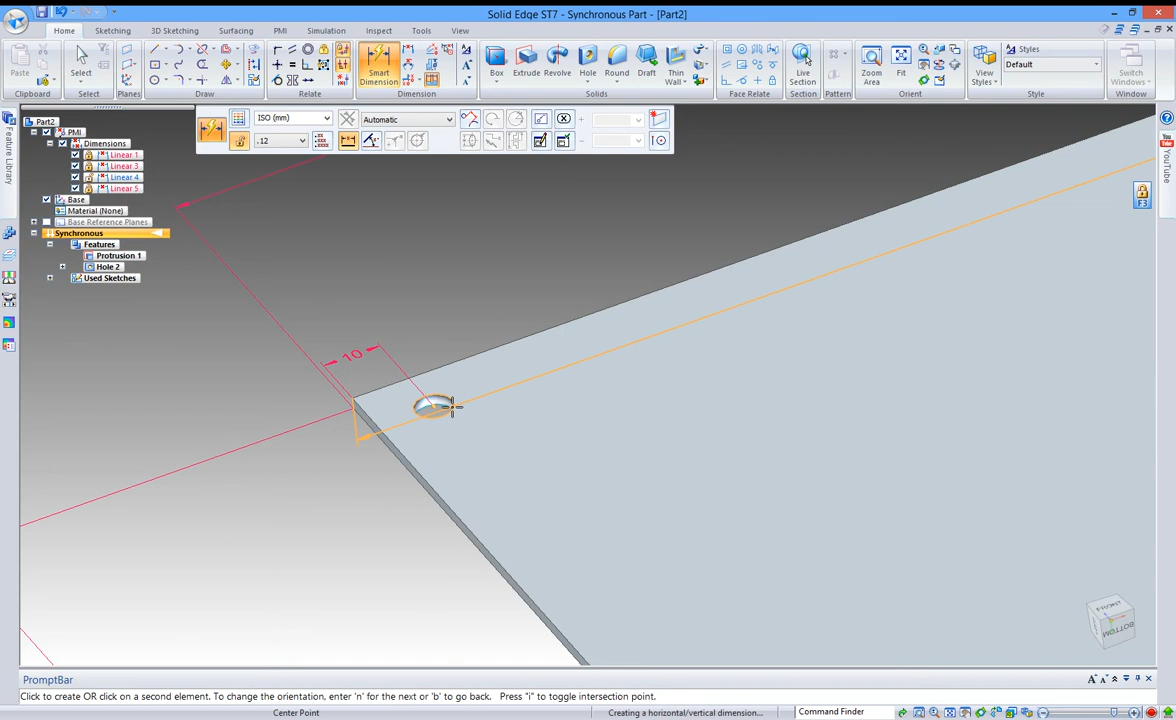 Solid Edge ST7 - Synchronous Part - [Part2]
Home Sketching 3D Sketching Surfacing PMI Simulation Inspect Tools View
Paste
Clipboard
Select
Select
Draw
Relate
Smart Dimension
Dimension
Box Extrude Revolve Hole Round Draft Thin Wall
Solids
Face Relate
Live Section
Section
Pattern
Zoom Area
Fit
Orient
View Styles
Styles
Default
Style
Switch Windows
Window
ISO (mm)
Automatic
.12
Part2
PMI
Dimensions
Linear 1
Linear 3
Linear 4
Linear 5
Base
Material (None)
Base Reference Planes
Synchronous
Features
Protrusion 1
Hole 2
Used Sketches
Feature Library
YouTube
F3
10
BOTTOM
PromptBar
Click to create OR click on a second element. To change the orientation, enter 'n' for the next or 'b' to go back. Press "i" to toggle intersection point.
Center Point
Creating a horizontal/vertical dimension...
Command Finder